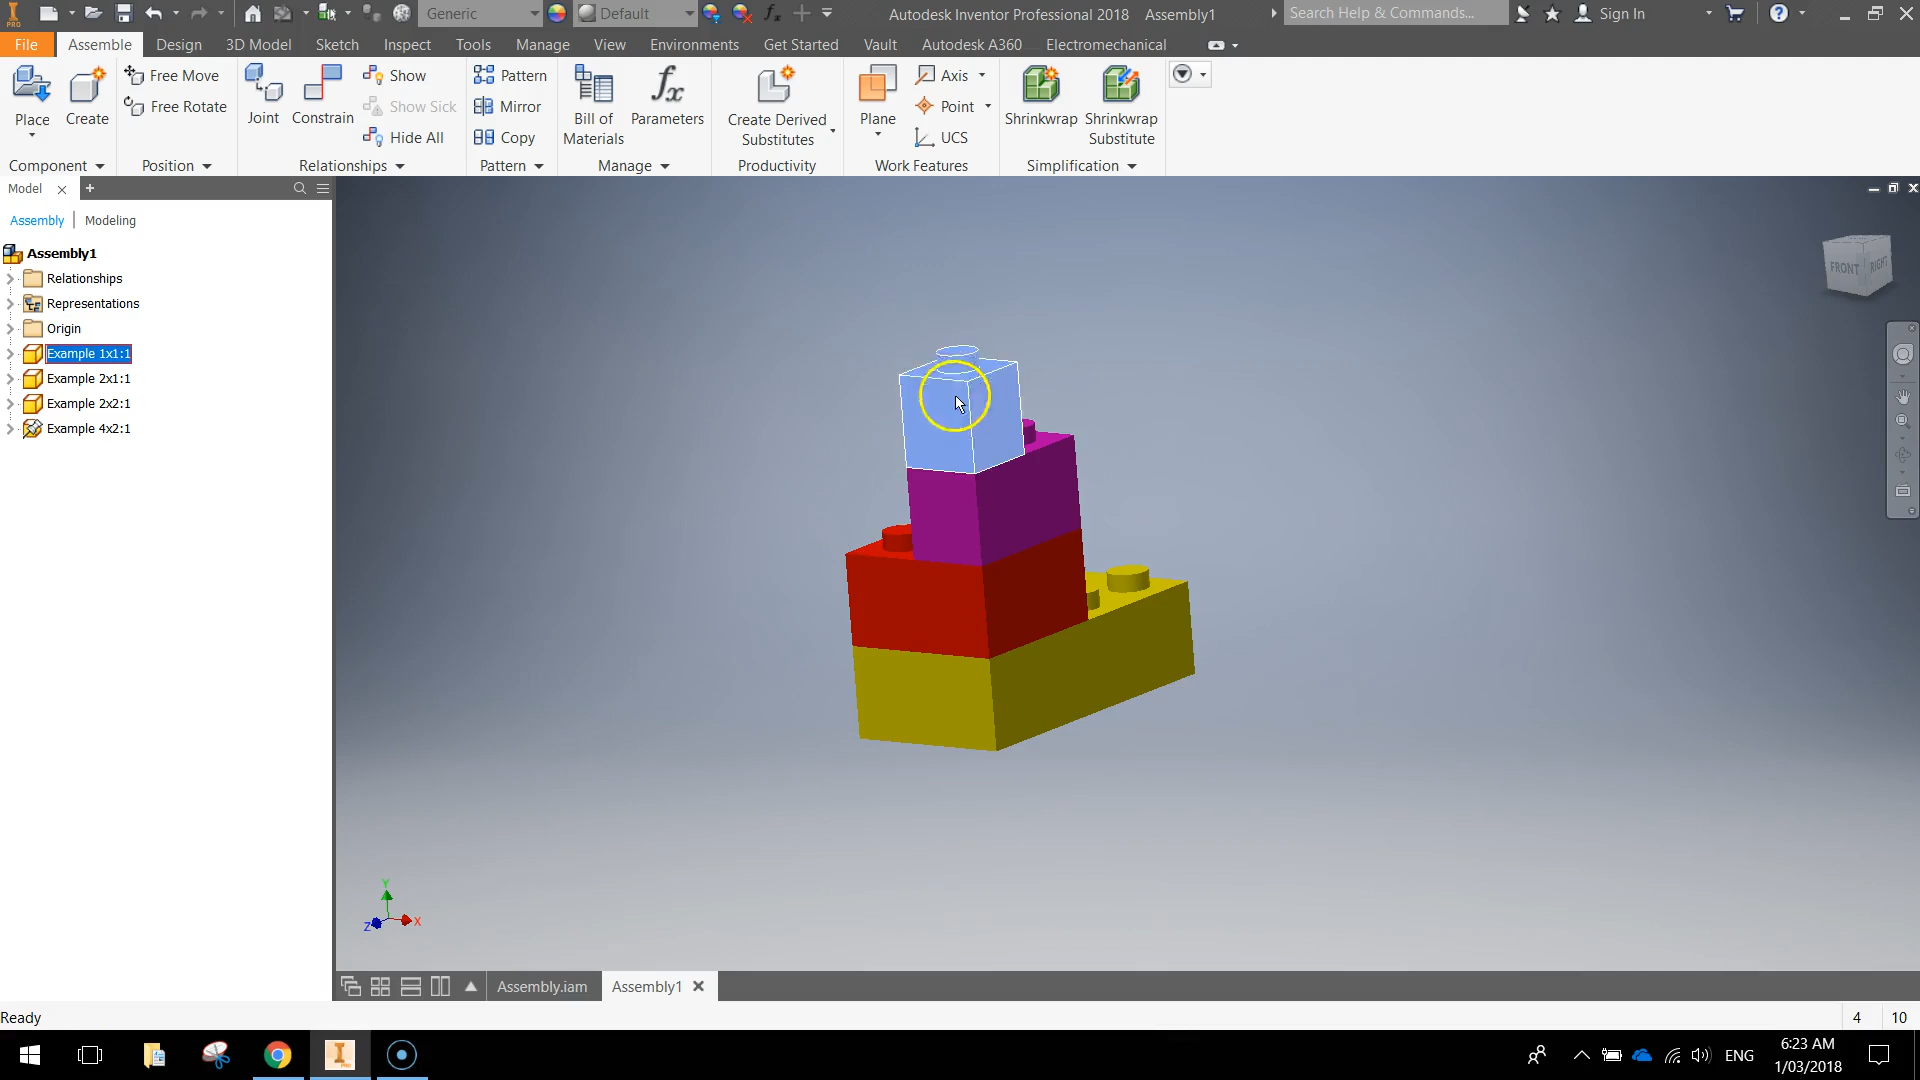 PRO
Generic
Default
fx
Autodesk Inventor Professional 2018 Assembly1
Search Help & Commands...
Sign In
File Assemble Design 3D Model Sketch Inspect Tools Manage View Environments Get Started Vault Autodesk A360 Electromechanical
Place
Create
Free Move
Free Rotate
Joint
Constrain
Show
Show Sick
Hide All
Pattern
Mirror
Copy
Bill of
Materials
fx
Parameters
Create Derived
Substitutes
Plane
Axis
Point
UCS
Shrinkwrap
Shrinkwrap
Substitute
Component Position Relationships Pattern Manage Productivity Work Features Simplification
Model
Assembly | Modeling
Assembly1
Relationships
Representations
Origin
Example 1x1:1
Example 2x1:1
Example 2x2:1
Example 4x2:1
FRONT RIGHT
Y
Z X
Assembly.iam Assembly1
Ready
4 10
ENG
6:23 AM
1/03/2018